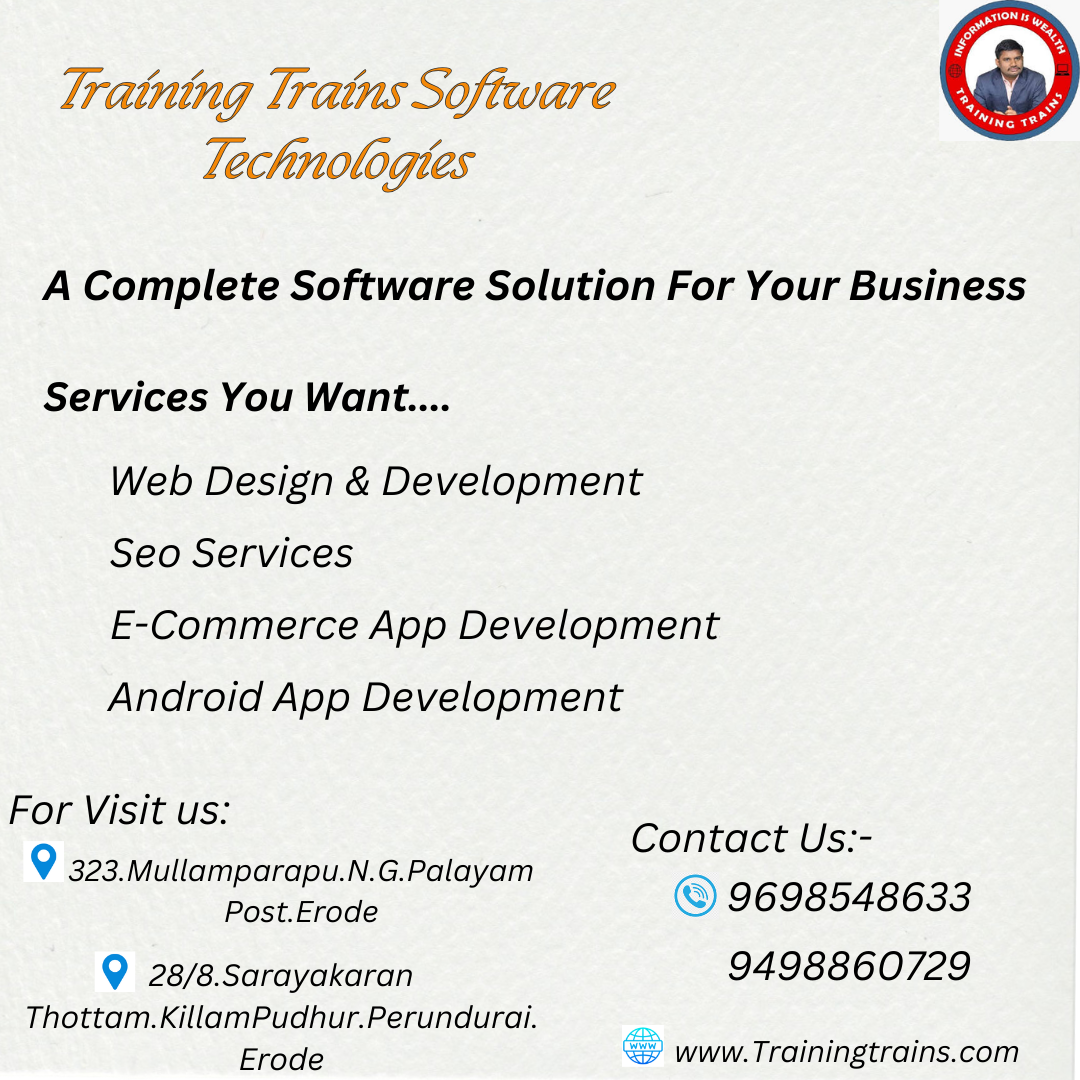 Training Trains Software
Technologies
INFORMATION IS WEALTH
TRAINING TRAINS
A Complete Software Solution For Your Business
Services You Want....
Web Design & Development
Seo Services
E-Commerce App Development
Android App Development
For Visit us:
323.Mullamparapu.N.G.Palayam
Post.Erode
28/8.Sarayakaran
Thottam.KillamPudhur.Perundurai.
Erode
Contact Us:-
9698548633
9498860729
www
www.Trainingtrains.com